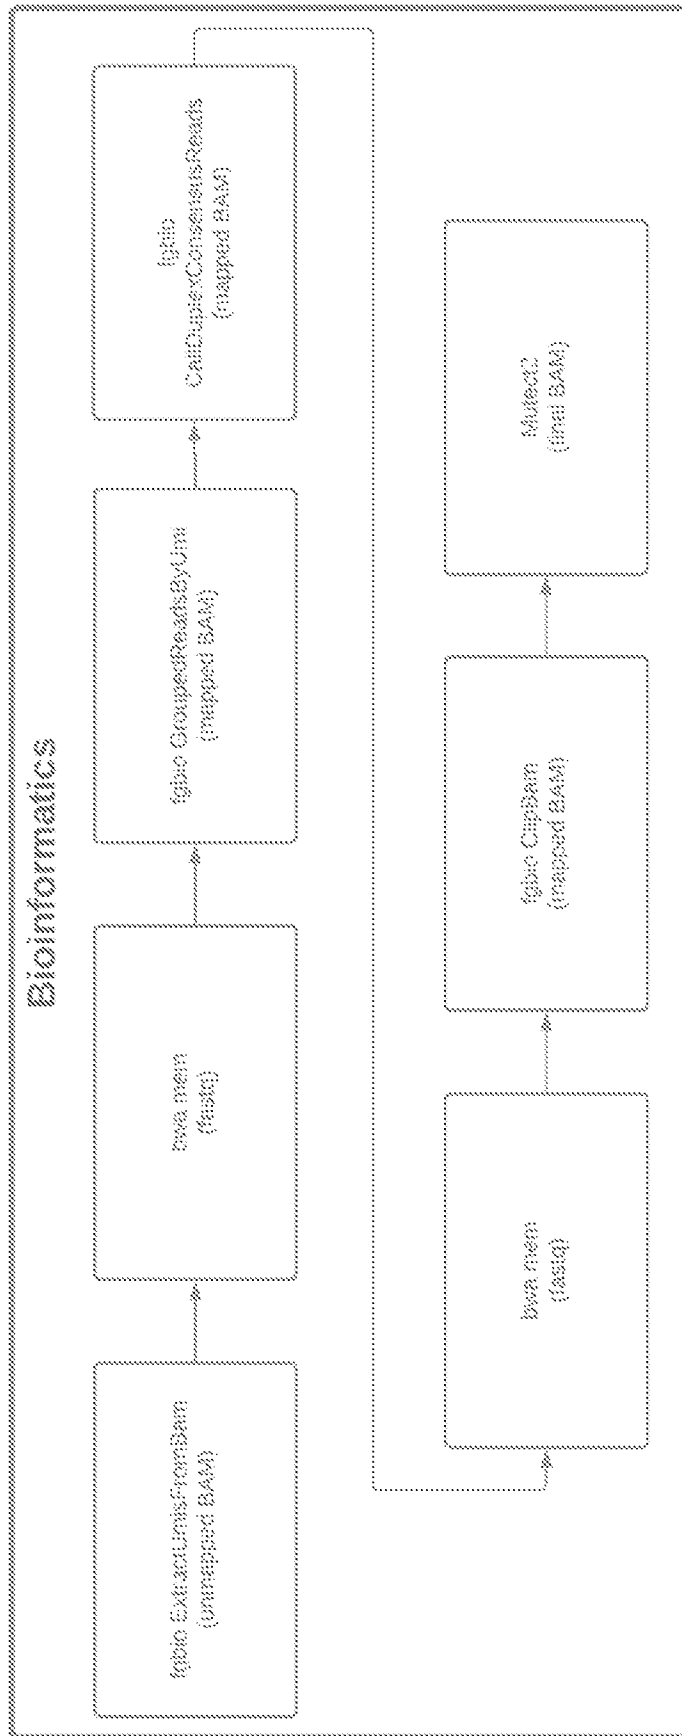 Bioinformatics
fgbio ExtractUmisFromBam
(unmapped BAM)
bwa mem
(fastq)
fgbio GroupedReadsByUmi
(mapped BAM)
fgbio
CallDuplexConsensusReads
(mapped BAM)
bwa mem
(fastq)
fgbio ClipBam
(mapped BAM)
Mutect2
(final BAM)